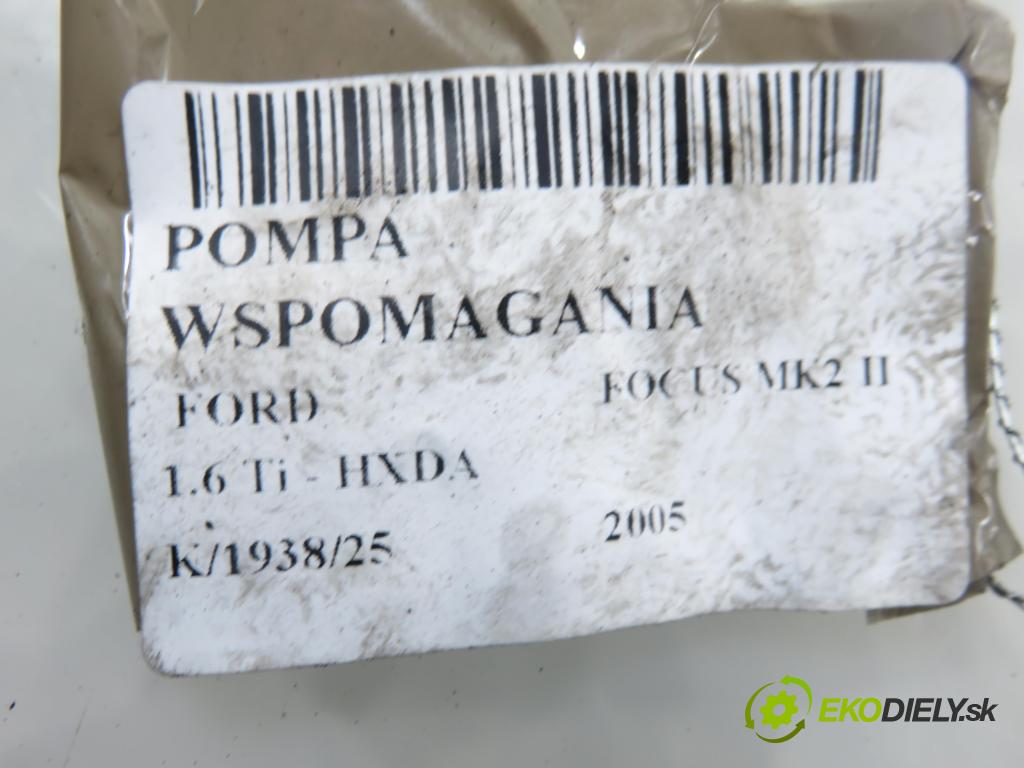 POMPA
WSPOMAGANIA
FORD FOCUS MK2 II
1.6 Ti - HXDA
K/1938/25 2005
EKODIELY.sk